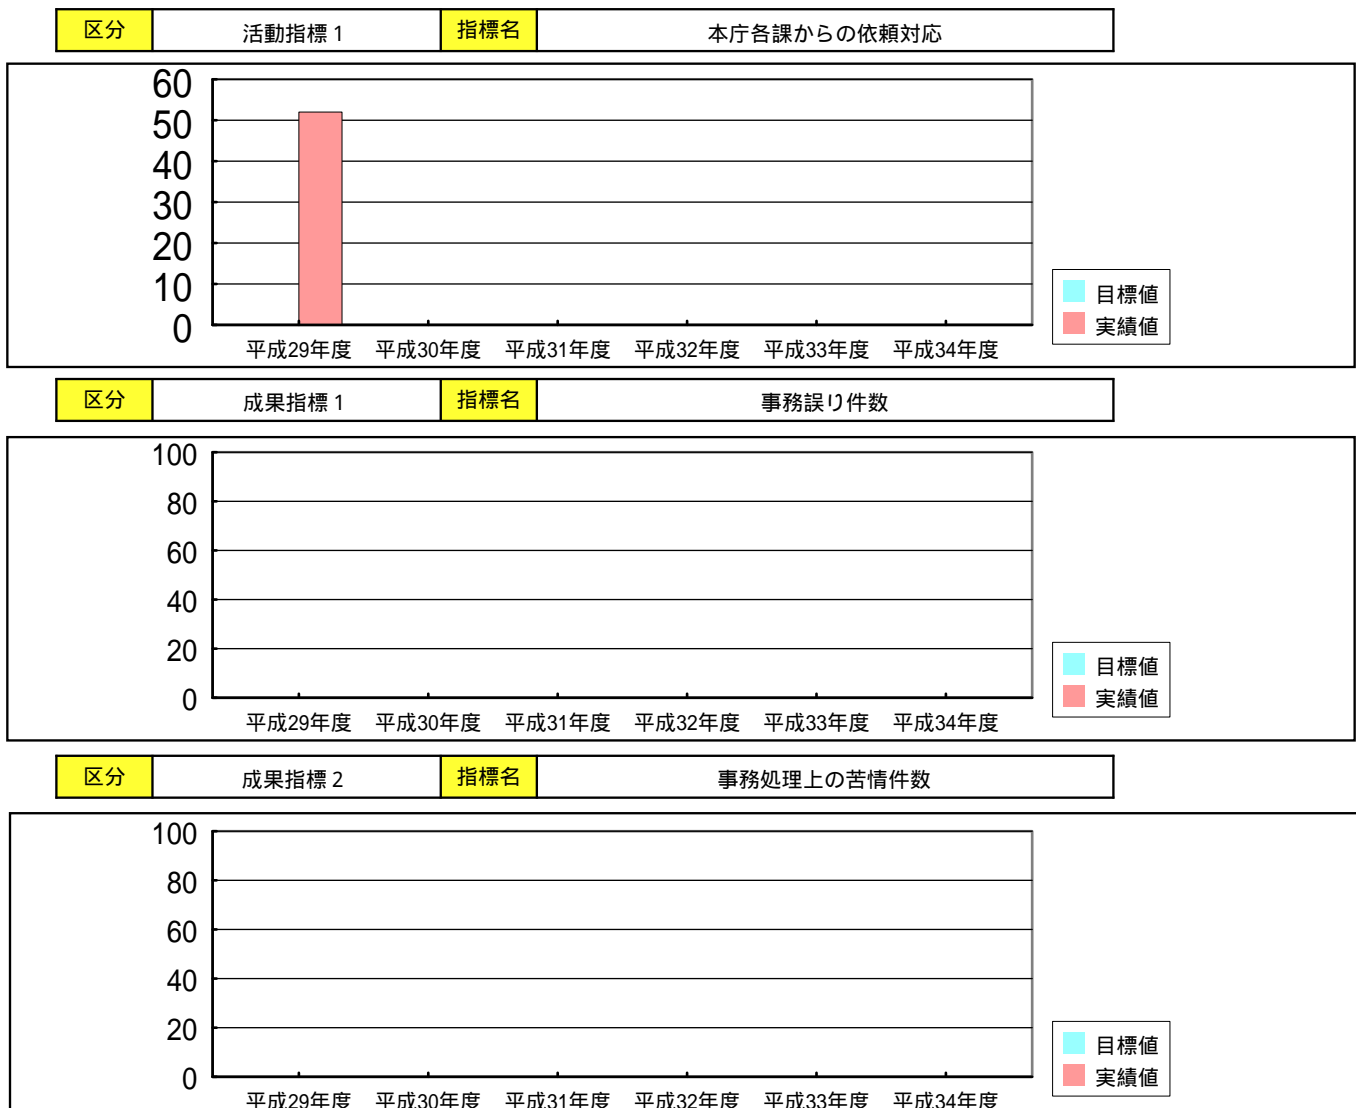 区分 活動指標１ 指標名 本庁各課からの依頼対応
60
50
40
30
20
10
0
平成29年度 平成30年度 平成31年度 平成32年度 平成33年度 平成34年度
目標値
実績値
区分 成果指標１ 指標名 事務誤り件数
100
80
60
40
20
0
平成29年度 平成30年度 平成31年度 平成32年度 平成33年度 平成34年度
目標値
実績値
区分 成果指標２ 指標名 事務処理上の苦情件数
100
80
60
40
20
0
平成29年度 平成30年度 平成31年度 平成32年度 平成33年度 平成34年度
目標値
実績値